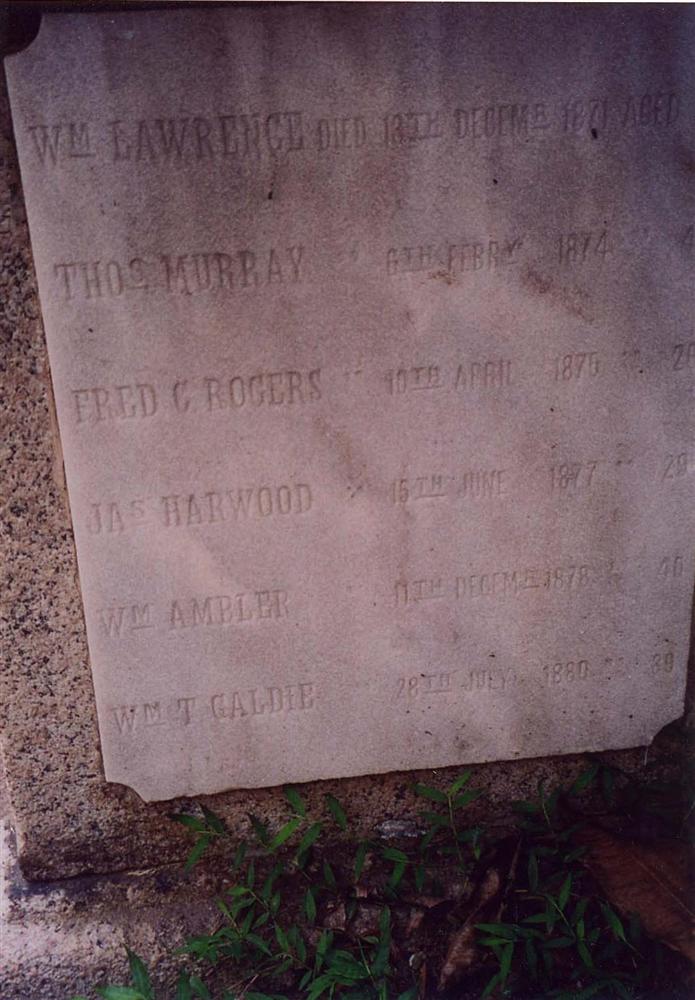 Wᴹ LAWRENCE DIED 13TH DECEMR 1871 AGED
THOS MURRAY " 6TH FEBRY 1874 "
FRED C ROGERS " 10TH APRIL 1875 "
JAS HARWOOD " 15TH JUNE 1877 " 28
WM AMBLER " 11TH DECEMR 1878 " 40
WM T GALDIE " 28TH JULY 1880 " 39